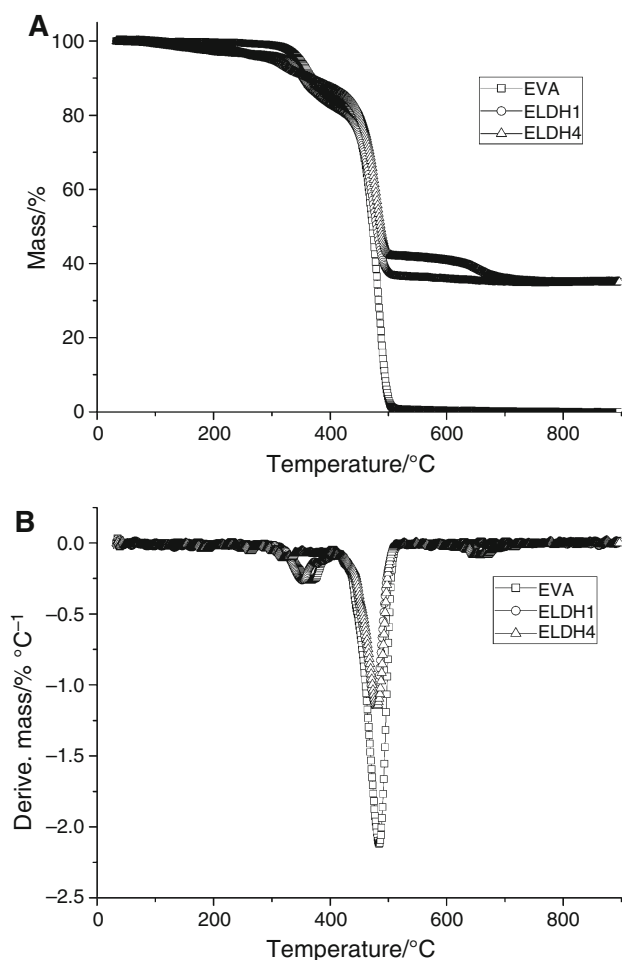 A
100
80
60
40
20
0
Mass/%
EVA
ELDH1
ELDH4
0
200
400
600
800
Temperature/°C
B
0.0
−0.5
−1.0
−1.5
−2.0
−2.5
Derive. mass/% °C⁻¹
EVA
ELDH1
ELDH4
0
200
400
600
800
Temperature/°C